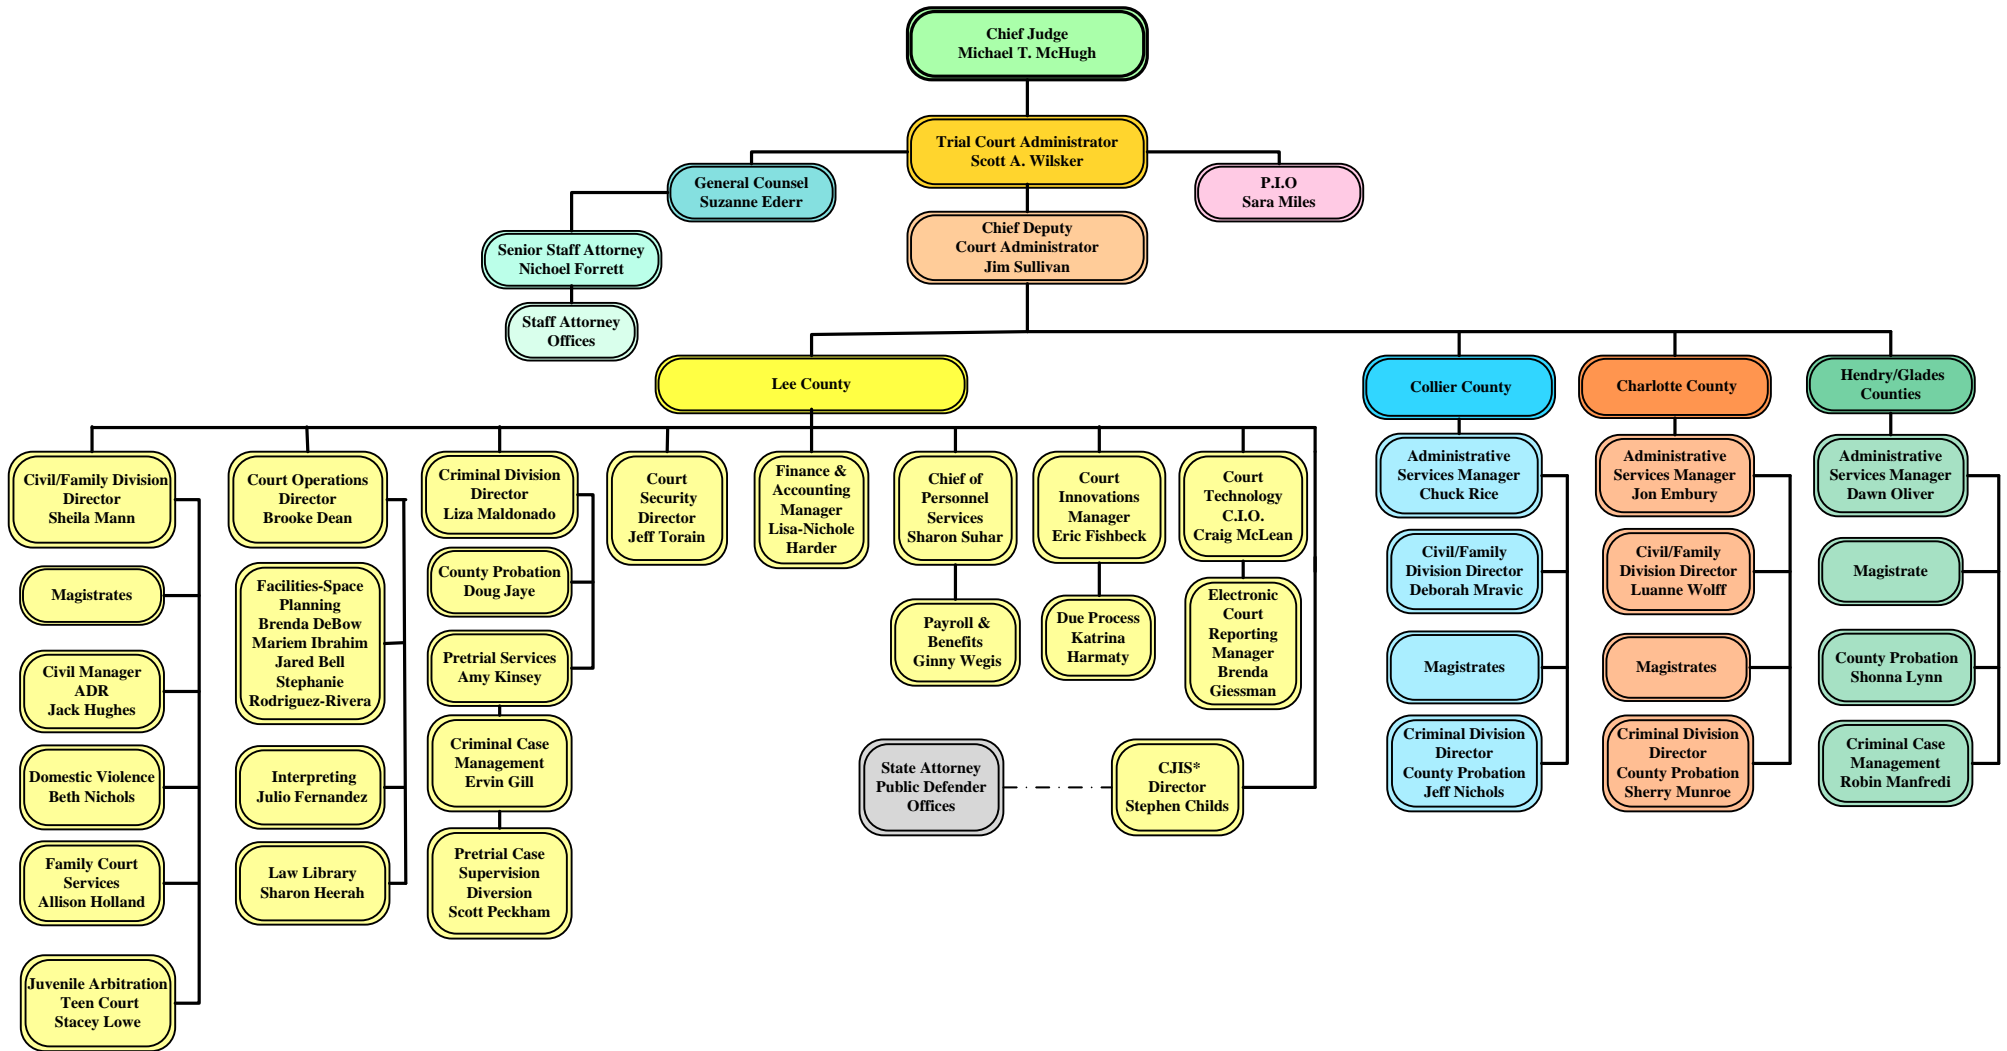 Chief Judge
Michael T. McHugh
Trial Court Administrator
Scott A. Wilsker
General Counsel
Suzanne Ederr
P.I.O
Sara Miles
Chief Deputy
Court Administrator
Jim Sullivan
Senior Staff Attorney
Nichoel Forrett
Staff Attorney
Offices
Lee County
Collier County
Charlotte County
Hendry/Glades
Counties
Civil/Family Division
Director
Sheila Mann
Magistrates
Civil Manager
ADR
Jack Hughes
Domestic Violence
Beth Nichols
Family Court
Services
Allison Holland
Juvenile Arbitration
Teen Court
Stacey Lowe
Court Operations
Director
Brooke Dean
Facilities-Space
Planning
Brenda DeBow
Mariem Ibrahim
Jared Bell
Stephanie
Rodriguez-Rivera
Interpreting
Julio Fernandez
Law Library
Sharon Heerah
Criminal Division
Director
Liza Maldonado
County Probation
Doug Jaye
Pretrial Services
Amy Kinsey
Criminal Case
Management
Ervin Gill
Pretrial Case
Supervision
Diversion
Scott Peckham
Court
Security
Director
Jeff Torain
Finance &
Accounting
Manager
Lisa-Nichole
Harder
Chief of
Personnel
Services
Sharon Suhar
Payroll &
Benefits
Ginny Wegis
Court
Innovations
Manager
Eric Fishbeck
Due Process
Katrina
Harmaty
Court
Technology
C.I.O.
Craig McLean
Electronic
Court
Reporting
Manager
Brenda
Giessman
State Attorney
Public Defender
Offices
CJIS*
Director
Stephen Childs
Administrative
Services Manager
Chuck Rice
Civil/Family
Division Director
Deborah Mravic
Magistrates
Criminal Division
Director
County Probation
Jeff Nichols
Administrative
Services Manager
Jon Embury
Civil/Family
Division Director
Luanne Wolff
Magistrates
Criminal Division
Director
County Probation
Sherry Munroe
Administrative
Services Manager
Dawn Oliver
Magistrate
County Probation
Shonna Lynn
Criminal Case
Management
Robin Manfredi